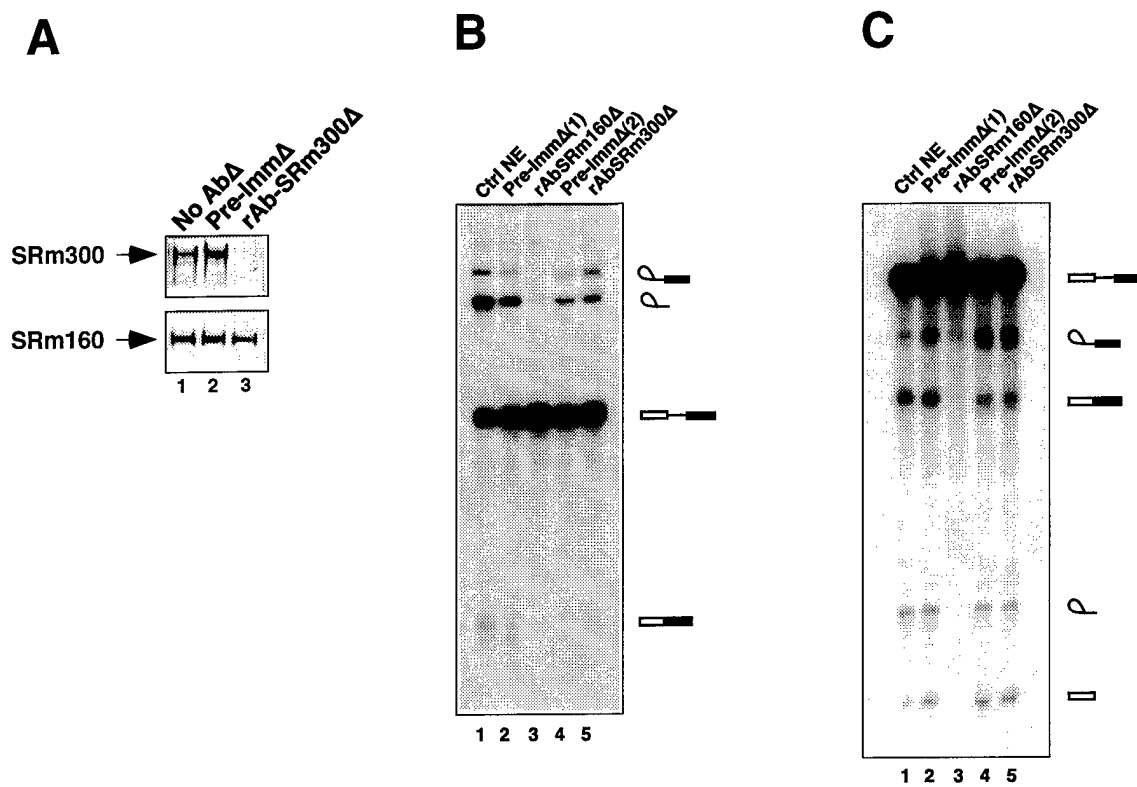 A
No AbΔ
Pre-ImmΔ
rAb-SRm300Δ
SRm300
SRm160
1 2 3
B
Ctrl NE
Pre-ImmΔ(1)
rAbSRm160Δ
Pre-ImmΔ(2)
rAbSRm300Δ
1 2 3 4 5
C
Ctrl NE
Pre-ImmΔ(1)
rAbSRm160Δ
Pre-ImmΔ(2)
rAbSRm300Δ
1 2 3 4 5